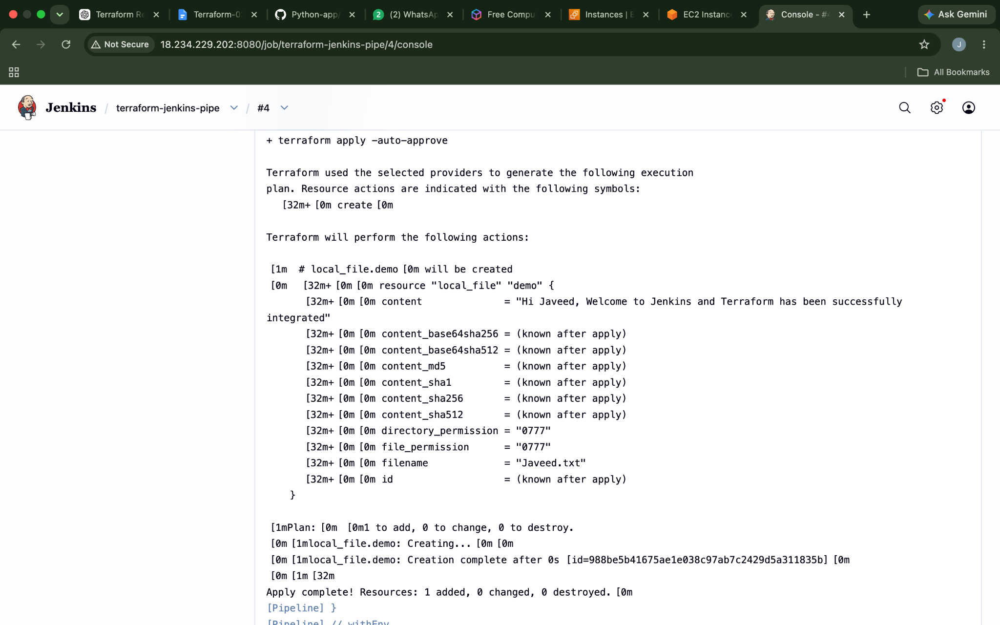 Terraform Re
Terraform-02
Python-app/
2 (2) WhatsAp
Free Compu
Instances | E
EC2 Instanc
Console - #4
Ask Gemini
Not Secure 18.234.229.202:8080/job/terraform-jenkins-pipe/4/console
J
All Bookmarks
Jenkins / terraform-jenkins-pipe / #4
+ terraform apply -auto-approve
Terraform used the selected providers to generate the following execution
plan. Resource actions are indicated with the following symbols:
[32m+ [0m create [0m
Terraform will perform the following actions:
[1m  # local_file.demo [0m will be created
[0m   [32m+ [0m [0m resource "local_file" "demo" {
[32m+ [0m [0m content              = "Hi Javeed, Welcome to Jenkins and Terraform has been successfully
integrated"
[32m+ [0m [0m content_base64sha256 = (known after apply)
[32m+ [0m [0m content_base64sha512 = (known after apply)
[32m+ [0m [0m content_md5          = (known after apply)
[32m+ [0m [0m content_sha1         = (known after apply)
[32m+ [0m [0m content_sha256       = (known after apply)
[32m+ [0m [0m content_sha512       = (known after apply)
[32m+ [0m [0m directory_permission = "0777"
[32m+ [0m [0m file_permission      = "0777"
[32m+ [0m [0m filename             = "Javeed.txt"
[32m+ [0m [0m id                   = (known after apply)
}
[1mPlan: [0m  [0m1 to add, 0 to change, 0 to destroy.
[0m [1mlocal_file.demo: Creating... [0m [0m
[0m [1mlocal_file.demo: Creation complete after 0s [id=988be5b41675ae1e038c97ab7c2429d5a311835b] [0m
[0m [1m [32m
Apply complete! Resources: 1 added, 0 changed, 0 destroyed. [0m
[Pipeline] }
[Pipeline] // withEnv